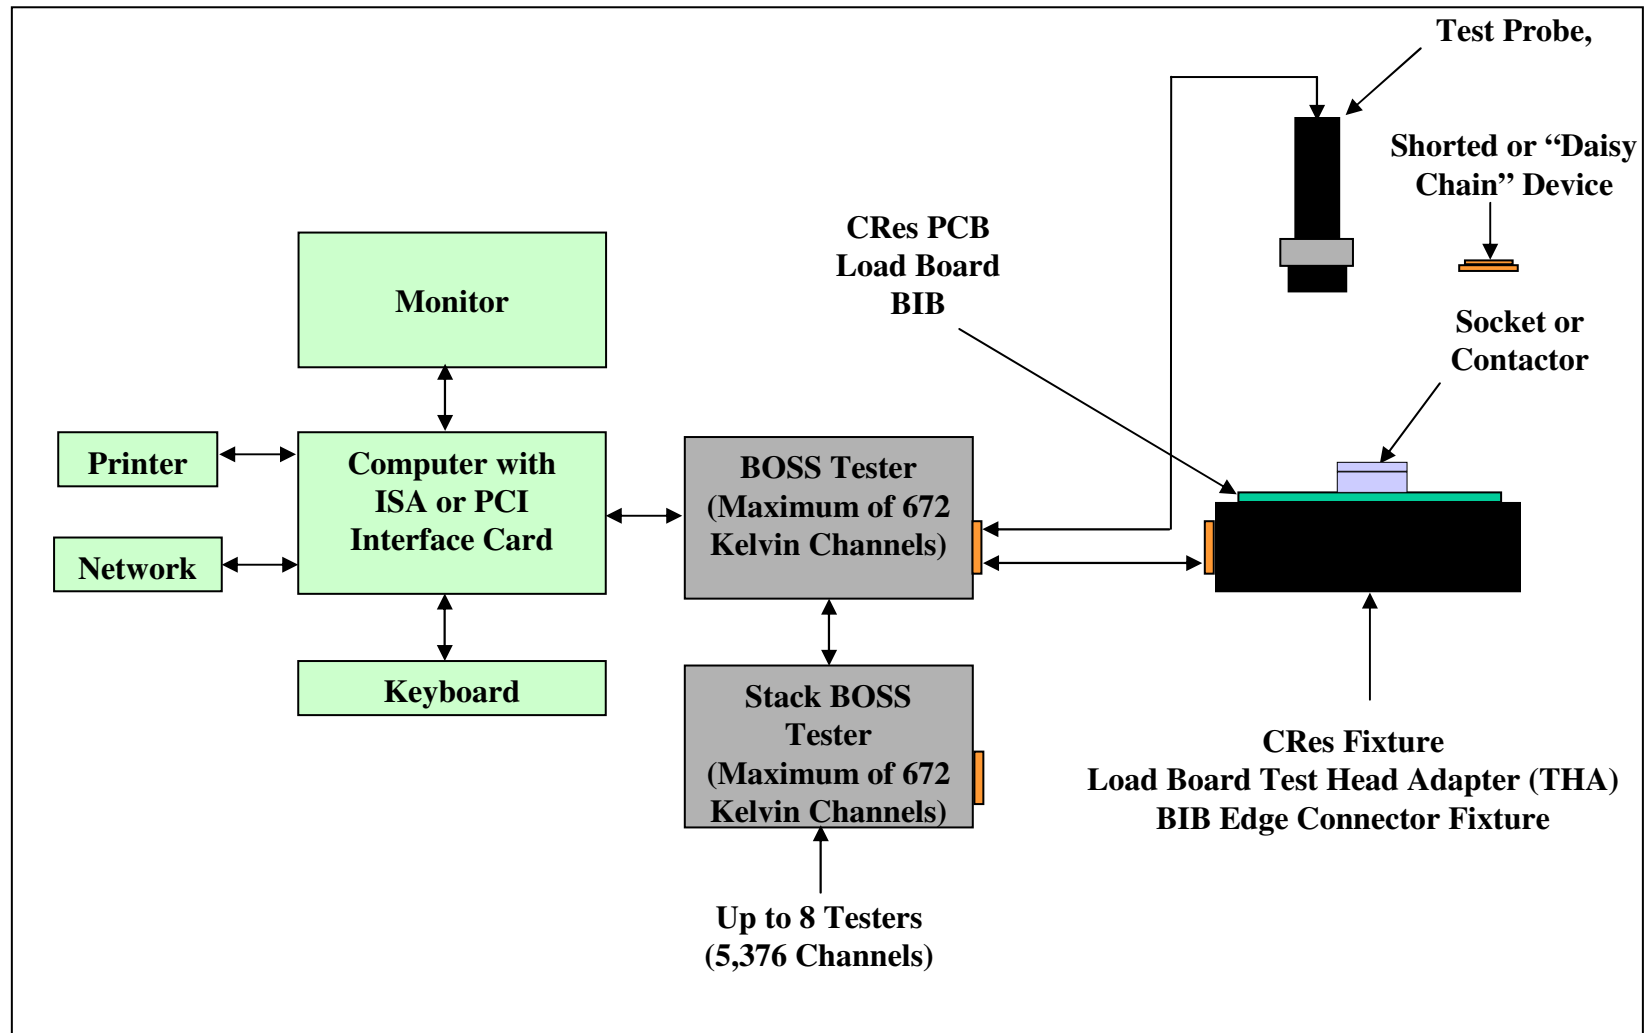 Test Probe,
Shorted or “Daisy
Chain” Device
CRes PCB
Load Board
BIB
Monitor
Socket or
Contactor
Printer
Computer with
ISA or PCI
Interface Card
BOSS Tester
(Maximum of 672
Kelvin Channels)
Network
Keyboard
Stack BOSS
Tester
(Maximum of 672
Kelvin Channels)
CRes Fixture
Load Board Test Head Adapter (THA)
BIB Edge Connector Fixture
Up to 8 Testers
(5,376 Channels)